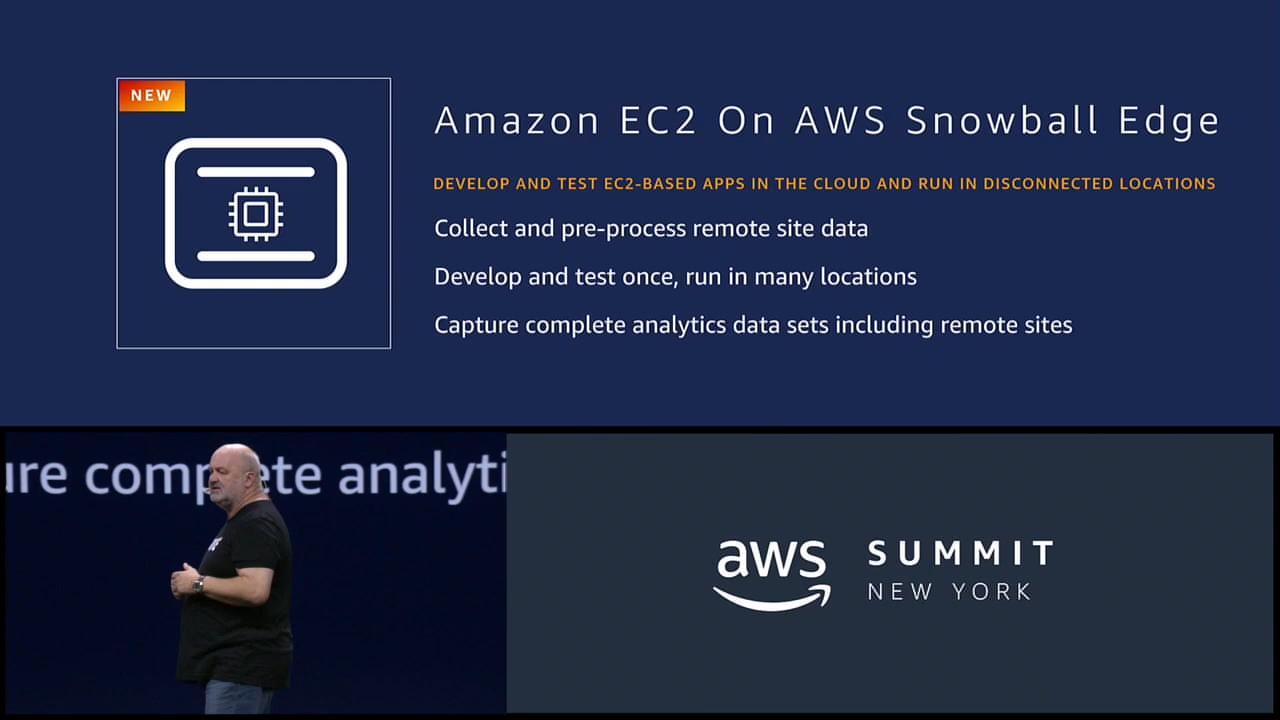 NEW
Amazon EC2 On AWS Snowball Edge
DEVELOP AND TEST EC2-BASED APPS IN THE CLOUD AND RUN IN DISCONNECTED LOCATIONS
Collect and pre-process remote site data
Develop and test once, run in many locations
Capture complete analytics data sets including remote sites
ure comp ete analyti
aws SUMMIT
NEW YORK